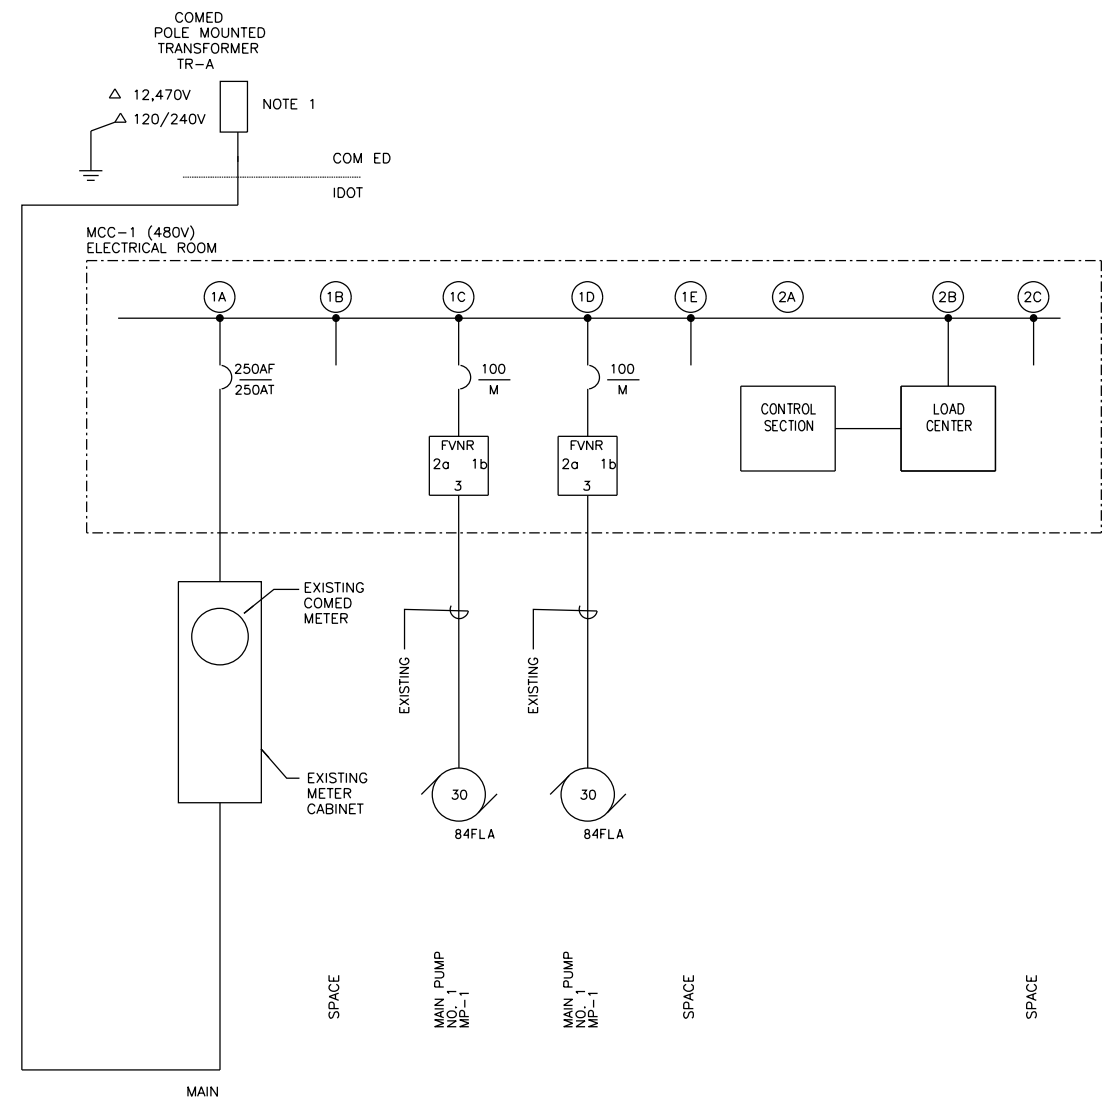 COMED
POLE MOUNTED
TRANSFORMER
TR-A
△ 12,470V
NOTE 1
△ 120/240V
COM ED
IDOT
MCC-1 (480V)
ELECTRICAL ROOM
1A
1B
1C
1D
1E
2A
2B
2C
250AF
250AT
100
M
100
M
CONTROL
SECTION
LOAD
CENTER
FVNR
2a 1b
3
FVNR
2a 1b
3
EXISTING
COMED
METER
EXISTING
EXISTING
EXISTING
METER
CABINET
30
84FLA
30
84FLA
SPACE
MAIN PUMP
NO. 1
MP-1
MAIN PUMP
NO. 1
MP-1
SPACE
SPACE
MAIN